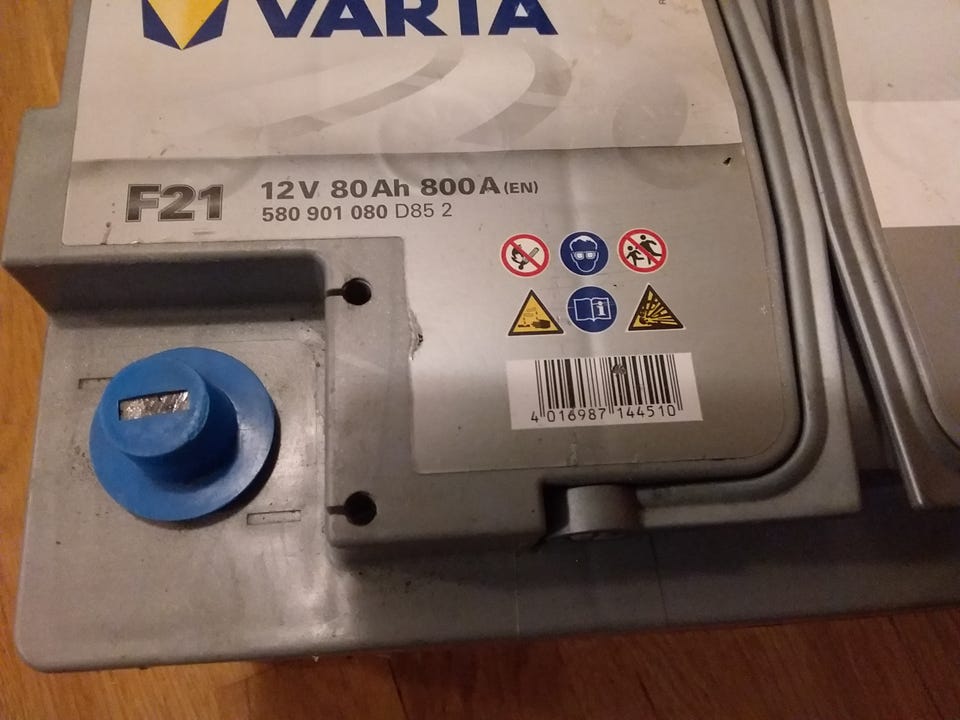 VARTA
F21
12V 80Ah 800A (EN)
580 901 080 D85 2
i
4 016987 144510